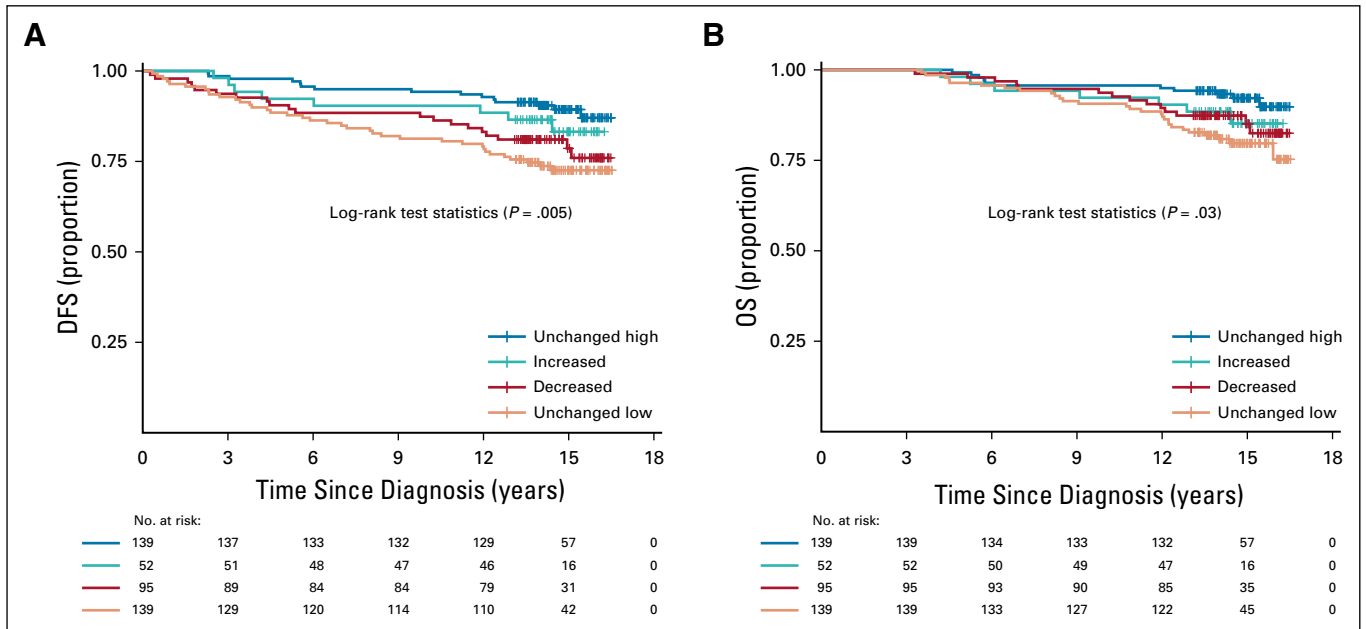 A
DFS (proportion)
1.00
0.75
0.50
0.25
Log-rank test statistics (P = .005)
Unchanged high
Increased
Decreased
Unchanged low
0 3 6 9 12 15 18
Time Since Diagnosis (years)
No. at risk:
139 137 133 132 129 57 0
52 51 48 47 46 16 0
95 89 84 84 79 31 0
139 129 120 114 110 42 0
B
OS (proportion)
1.00
0.75
0.50
0.25
Log-rank test statistics (P = .03)
Unchanged high
Increased
Decreased
Unchanged low
0 3 6 9 12 15 18
Time Since Diagnosis (years)
No. at risk:
139 139 134 133 132 57 0
52 52 50 49 47 16 0
95 95 93 90 85 35 0
139 139 133 127 122 45 0